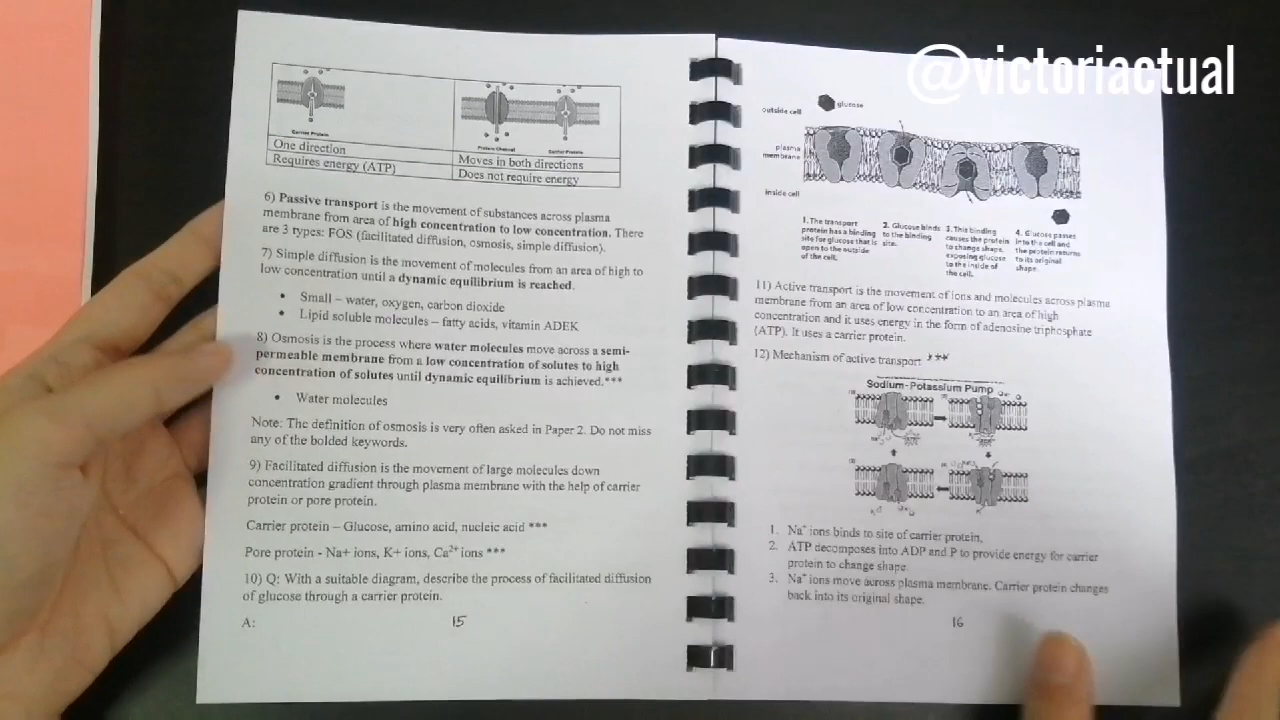 @victoriactual
Carrier Protein
Protein Channel
Carrier Protein
One direction
Moves in both directions
Requires energy (ATP)
Does not require energy
6) Passive transport is the movement of substances across plasma
membrane from area of high concentration to low concentration. There
are 3 types: FOS (facilitated diffusion, osmosis, simple diffusion).
7) Simple diffusion is the movement of molecules from an area of high to
low concentration until a dynamic equilibrium is reached.
• Small – water, oxygen, carbon dioxide
• Lipid soluble molecules – fatty acids, vitamin ADEK
8) Osmosis is the process where water molecules move across a semi-
permeable membrane from a low concentration of solutes to high
concentration of solutes until dynamic equilibrium is achieved.***
• Water molecules
Note: The definition of osmosis is very often asked in Paper 2. Do not miss
any of the bolded keywords.
9) Facilitated diffusion is the movement of large molecules down
concentration gradient through plasma membrane with the help of carrier
protein or pore protein.
Carrier protein – Glucose, amino acid, nucleic acid ***
Pore protein - Na+ ions, K+ ions, Ca²⁺ ions ***
10) Q: With a suitable diagram, describe the process of facilitated diffusion
of glucose through a carrier protein.
A:
15
outside cell
glucose
plasma
membrane
inside cell
1. The transport
protein has a binding
site for glucose that is
open to the outside
of the cell.
2. Glucose binds
to the binding
site.
3. This binding
causes the protein
to change shape,
exposing glucose
to the inside of
the cell.
4. Glucose passes
into the cell and
the protein returns
to its original
shape.
11) Active transport is the movement of ions and molecules across plasma
membrane from an area of low concentration to an area of high
concentration and it uses energy in the form of adenosine triphosphate
(ATP). It uses a carrier protein.
12) Mechanism of active transport ***
Sodium-Potassium Pump
1. Na⁺ ions binds to site of carrier protein.
2. ATP decomposes into ADP and P to provide energy for carrier
protein to change shape.
3. Na⁺ ions move across plasma membrane. Carrier protein changes
back into its original shape.
16